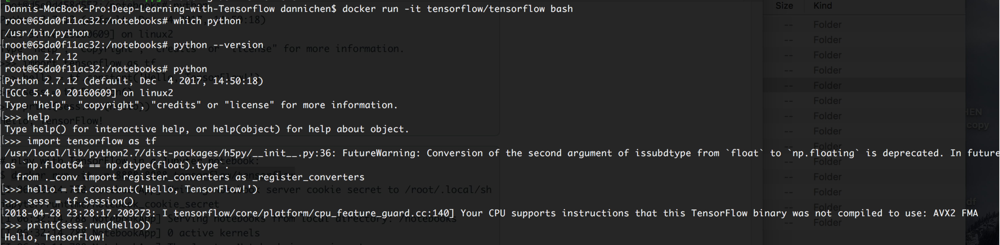 Dannis-MacBook-Pro:Deep-Learning-with-Tensorflow dannichen$ docker run -it tensorflow/tensorflow bash
root@65da0f11ac32:/notebooks# which python
/usr/bin/python
[root@65da0f11ac32:/notebooks# python --version
Python 2.7.12
root@65da0f11ac32:/notebooks# python
[Python 2.7.12 (default, Dec  4 2017, 14:50:18)
[[GCC 5.4.0 20160609] on linux2
Type "help", "copyright", "credits" or "license" for more information.
[>>> help
Type help() for interactive help, or help(object) for help about object.
[>>> import tensorflow as tf
/usr/local/lib/python2.7/dist-packages/h5py/__init__.py:36: FutureWarning: Conversion of the second argument of issubdtype from `float` to `np.floating` is deprecated. In future
as `np.float64 == np.dtype(float).type`.
  from ._conv import register_converters as _register_converters
[>>> hello = tf.constant('Hello, TensorFlow!')
>>> sess = tf.Session()
[2018-04-28 23:28:17.209273: I tensorflow/core/platform/cpu_feature_guard.cc:140] Your CPU supports instructions that this TensorFlow binary was not compiled to use: AVX2 FMA
>>> print(sess.run(hello))
Hello, TensorFlow!
Size Kind
-- Folder
-- Folder
-- Folder
-- Folder
-- Folder
-- Folder
-- Folder
-- Folder
-- Folder
-- Folder
-- Folder
-- Folder
-- Folder
-- Folder
HEN
copy
df